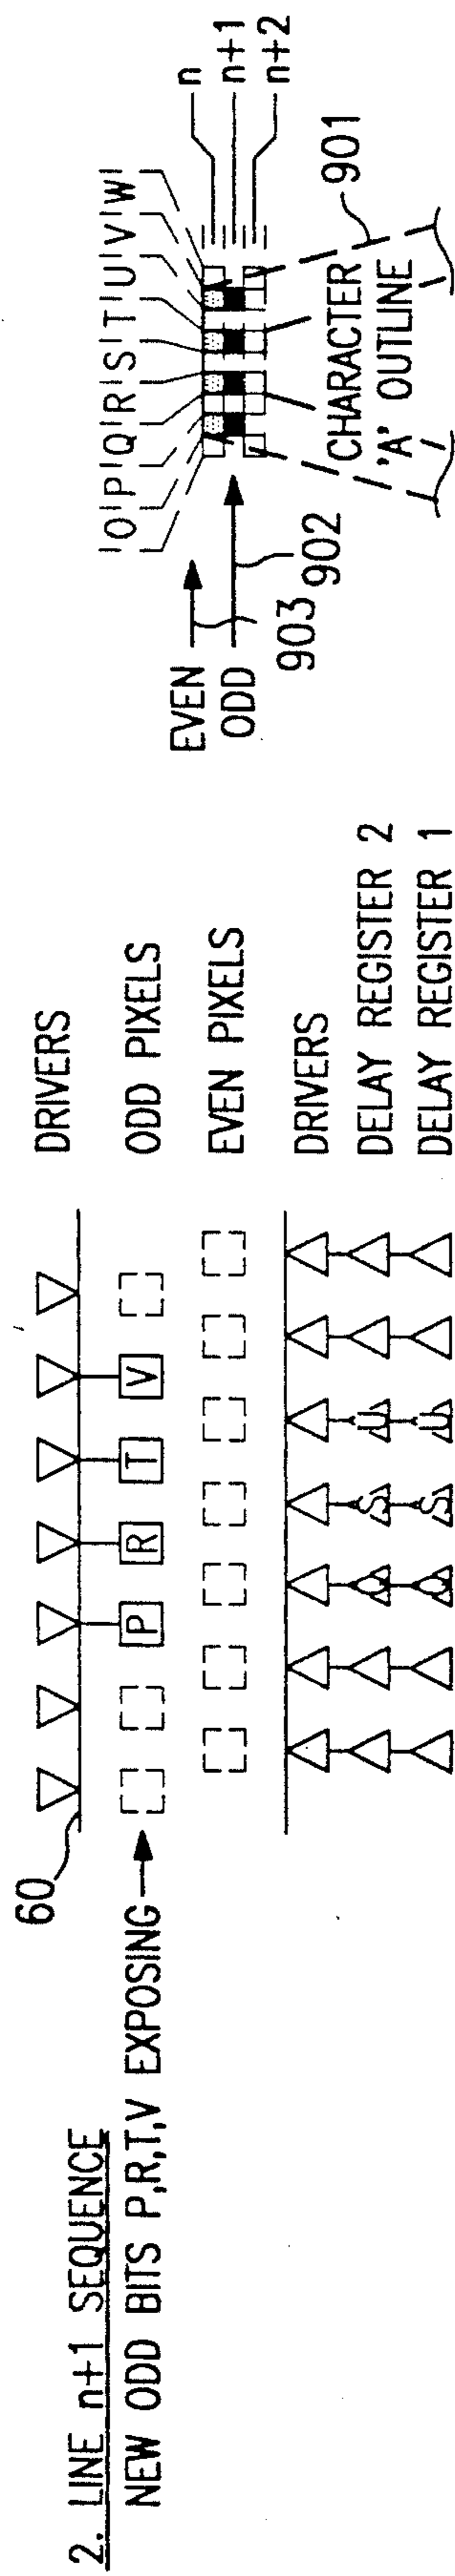 2. LINE n+1 SEQUENCE
NEW ODD BITS P,R,T,V EXPOSING
60
DRIVERS
P R T V
ODD PIXELS
EVEN PIXELS
DRIVERS
Q S U
DELAY REGISTER 2
Q S U
DELAY REGISTER 1
O P Q R S T U V W
EVEN
ODD
903
902
n
n+1
n+2
901
CHARACTER
'A' OUTLINE